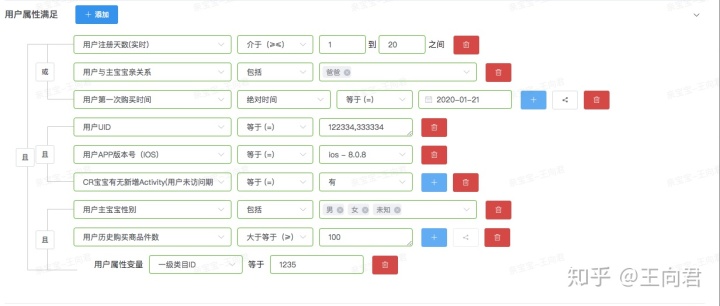 用户属性满足 + 添加
用户注册天数(实时) 介于 (≥≤) 1 到 20 之间
或 用户与主宝宝亲关系 包括 爸爸
用户第一次购买时间 绝对时间 等于 (=) 2020-01-21 +
用户UID 等于 (=) 122334,333334
且 且 用户APP版本号 (IOS) 等于 (=) Ios - 8.0.8
CR宝宝有无新增Activity(用户未访问期 等于 (=) 有 +
用户主宝宝性别 包括 男 女 未知
且 用户历史购买商品件数 大于等于 (≥) 100 +
用户属性变量 一级类目ID 等于 1235
知乎 @王向君